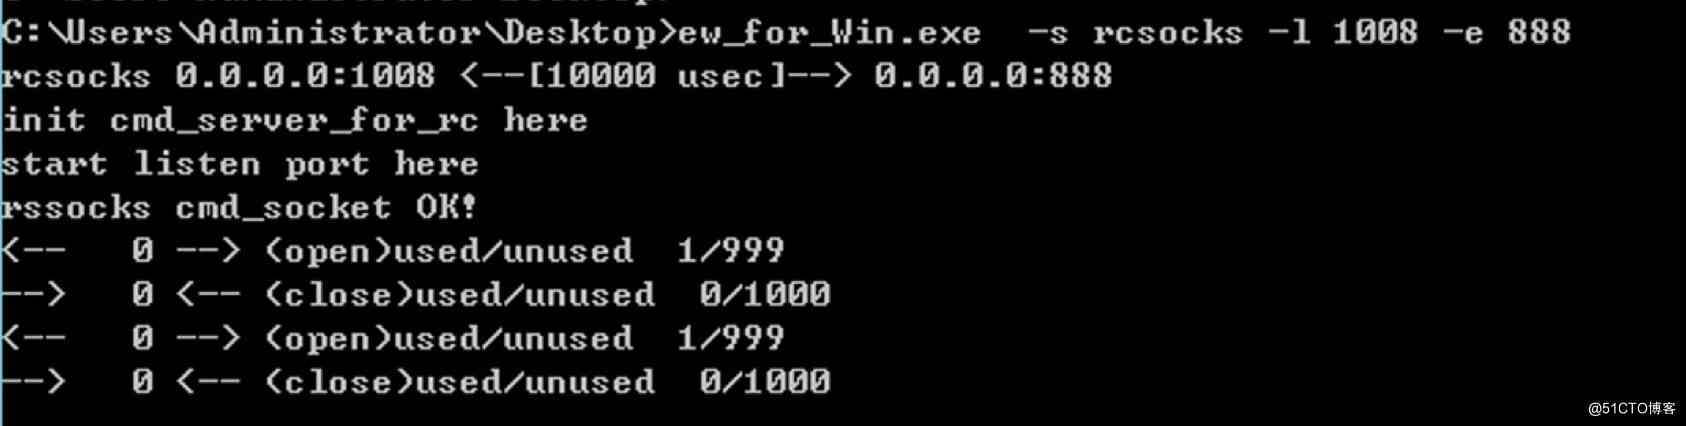 C:\Users\Administrator\Desktop>ew_for_Win.exe  -s rcsocks -l 1008 -e 888
rcsocks 0.0.0.0:1008 <--[10000 usec]--> 0.0.0.0:888
init cmd_server_for_rc here
start listen port here
rssocks cmd_socket OK!
<--   0 --> (open)used/unused  1/999
-->   0 <-- (close)used/unused  0/1000
<--   0 --> (open)used/unused  1/999
-->   0 <-- (close)used/unused  0/1000
@51CTO博客